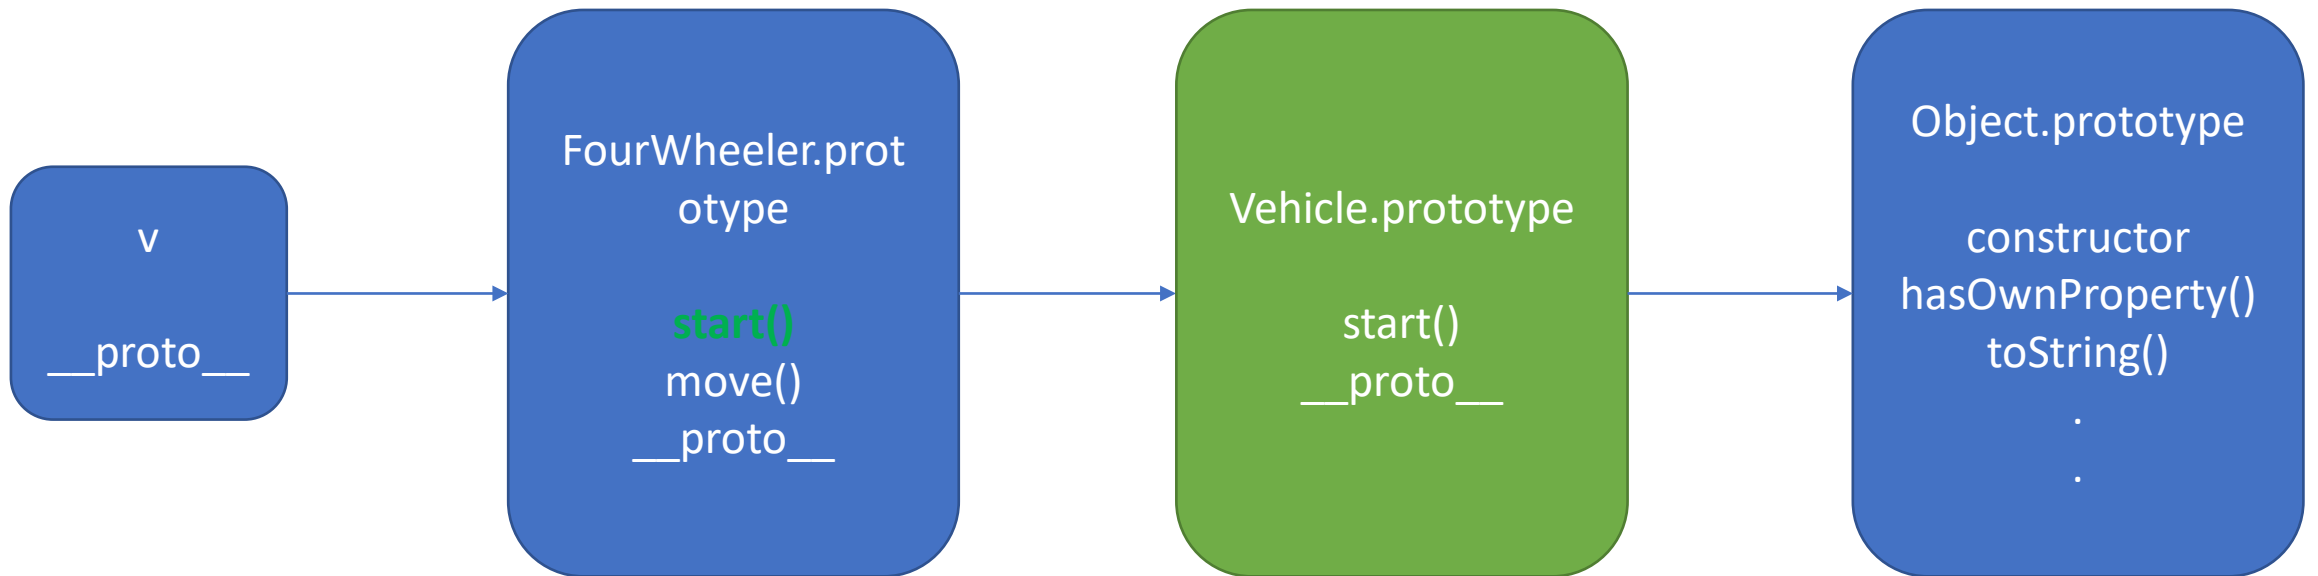 v
__proto__
FourWheeler.prot
otype
start()
move()
__proto__
Vehicle.prototype
start()
__proto__
Object.prototype
constructor
hasOwnProperty()
toString()
.
.